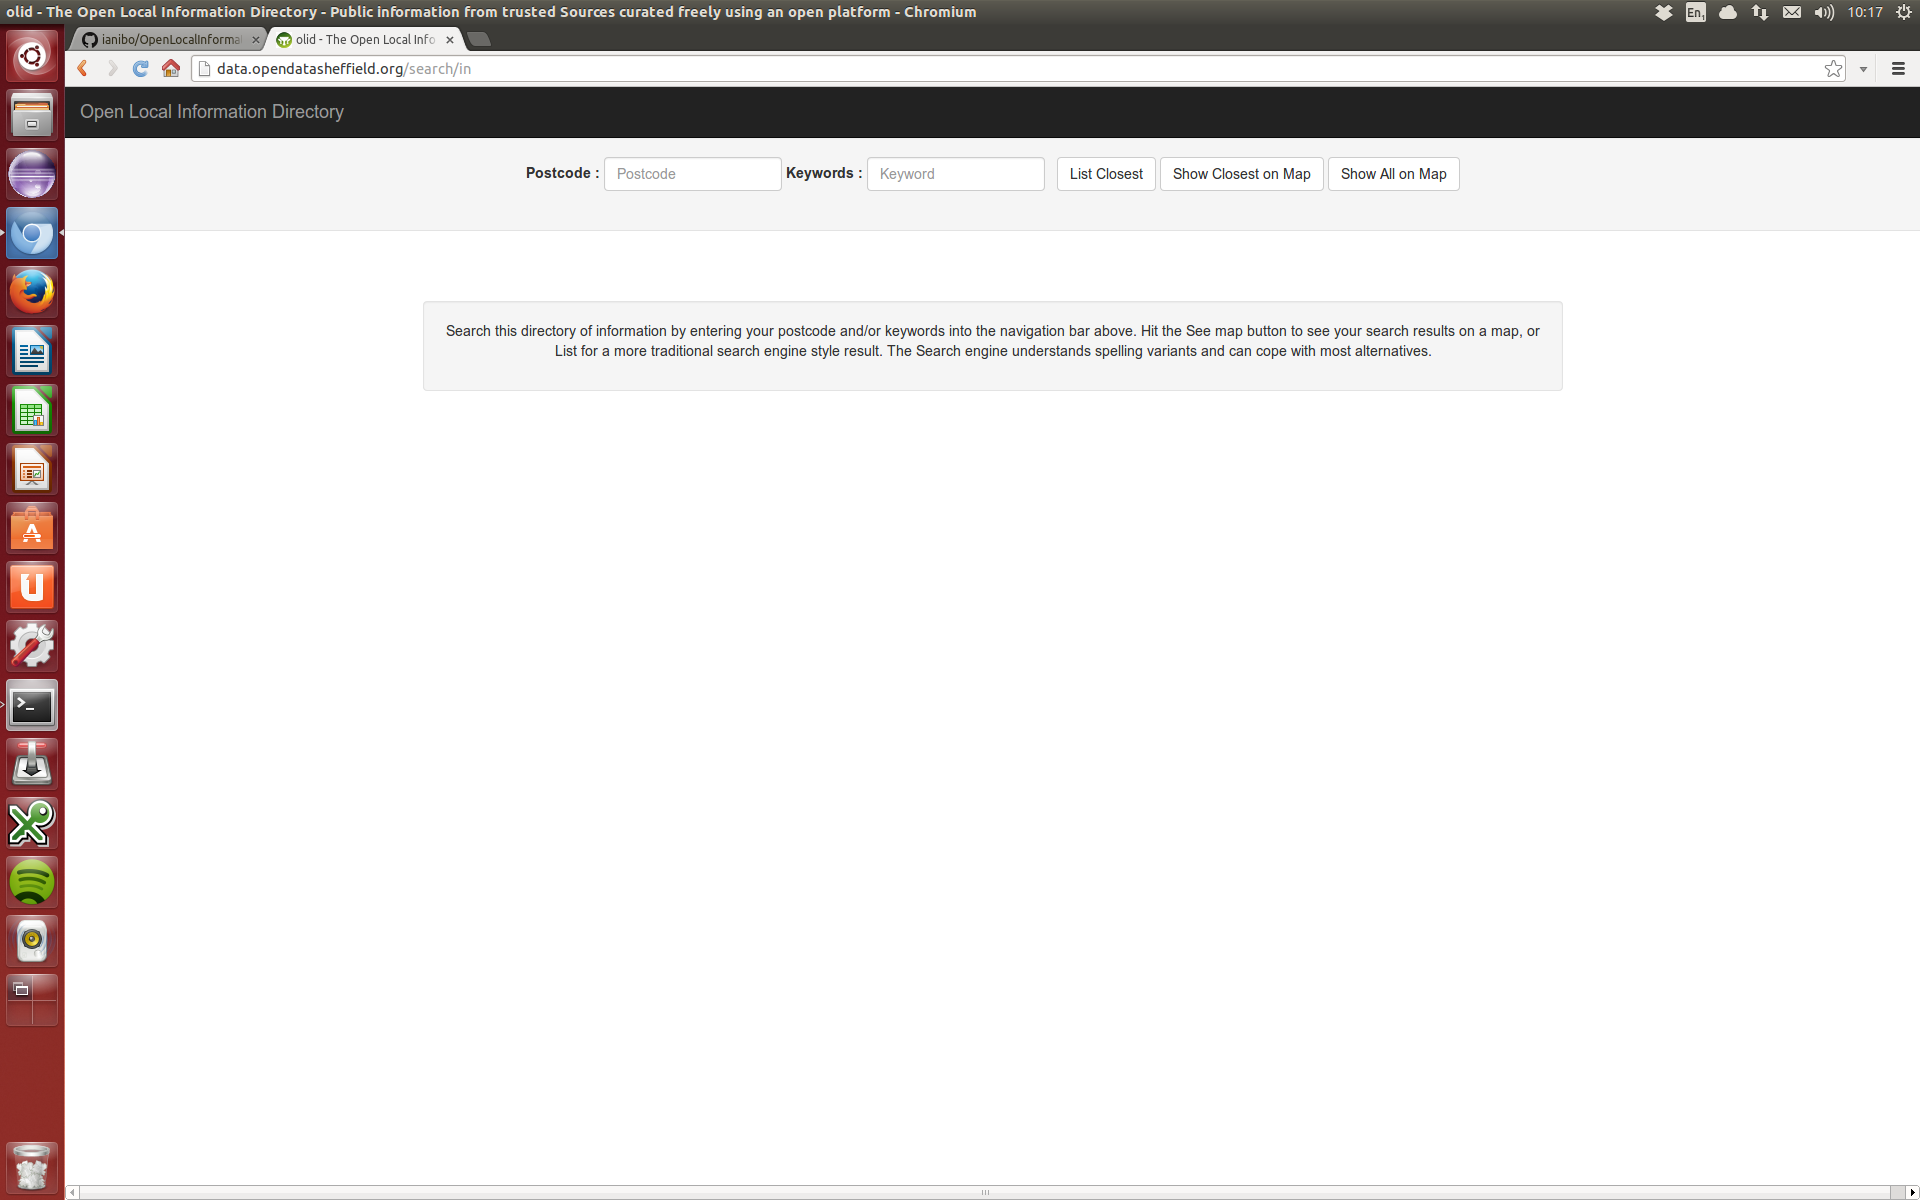 olid - The Open Local Information Directory - Public information from trusted Sources curated freely using an open platform - Chromium
En1
10:17
ianibo/OpenLocalInforma
olid - The Open Local Info
data.opendatasheffield.org/search/in
Open Local Information Directory
Postcode : Postcode Keywords : Keyword List Closest Show Closest on Map Show All on Map
Search this directory of information by entering your postcode and/or keywords into the navigation bar above. Hit the See map button to see your search results on a map, or
List for a more traditional search engine style result. The Search engine understands spelling variants and can cope with most alternatives.